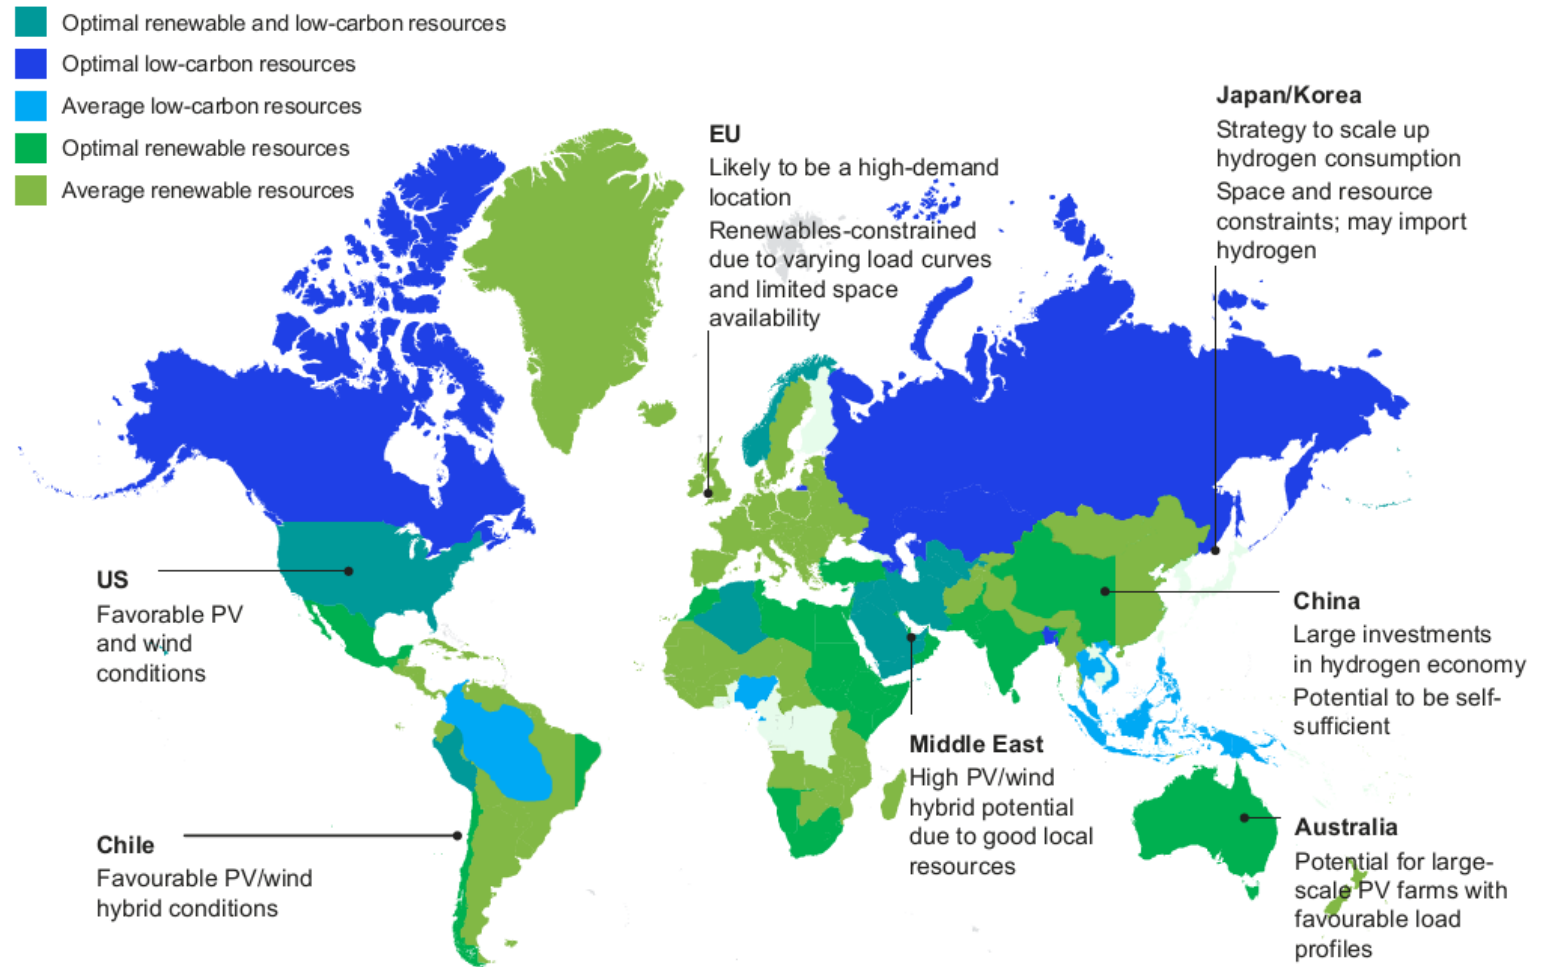 Optimal renewable and low-carbon resources
Optimal low-carbon resources
Average low-carbon resources
Optimal renewable resources
Average renewable resources
EU
Likely to be a high-demand
location
Renewables-constrained
due to varying load curves
and limited space
availability
Japan/Korea
Strategy to scale up
hydrogen consumption
Space and resource
constraints; may import
hydrogen
US
Favorable PV
and wind
conditions
China
Large investments
in hydrogen economy
Potential to be self-
sufficient
Middle East
High PV/wind
hybrid potential
due to good local
resources
Chile
Favourable PV/wind
hybrid conditions
Australia
Potential for large-
scale PV farms with
favourable load
profiles